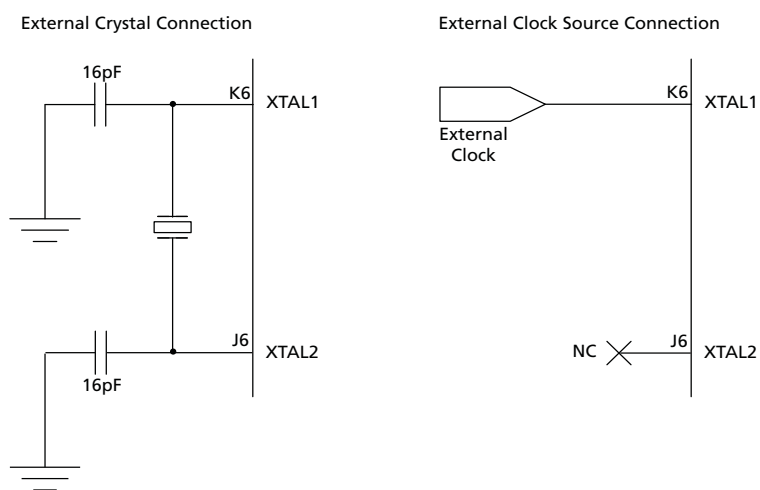 External Crystal Connection
16pF
K6
XTAL1
J6
XTAL2
16pF
External Clock Source Connection
K6
XTAL1
External
Clock
J6
NC
XTAL2